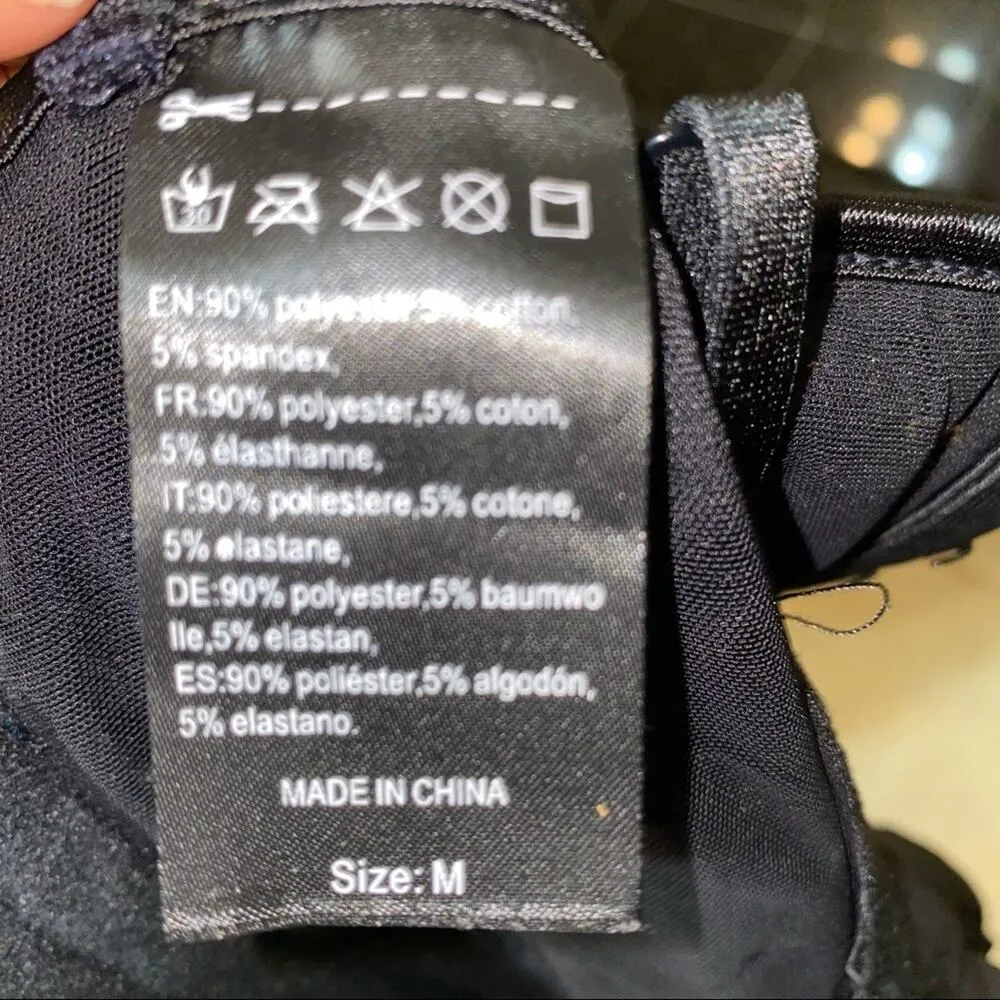 30
EN:90% polyester,5% cotton,
5% spandex,
FR:90% polyester,5% coton,
5% élasthanne,
IT:90% poliestere,5% cotone,
5% elastane,
DE:90% polyester,5% baumwo
lle,5% elastan,
ES:90% poliéster,5% algodón,
5% elastano.
MADE IN CHINA
Size: M